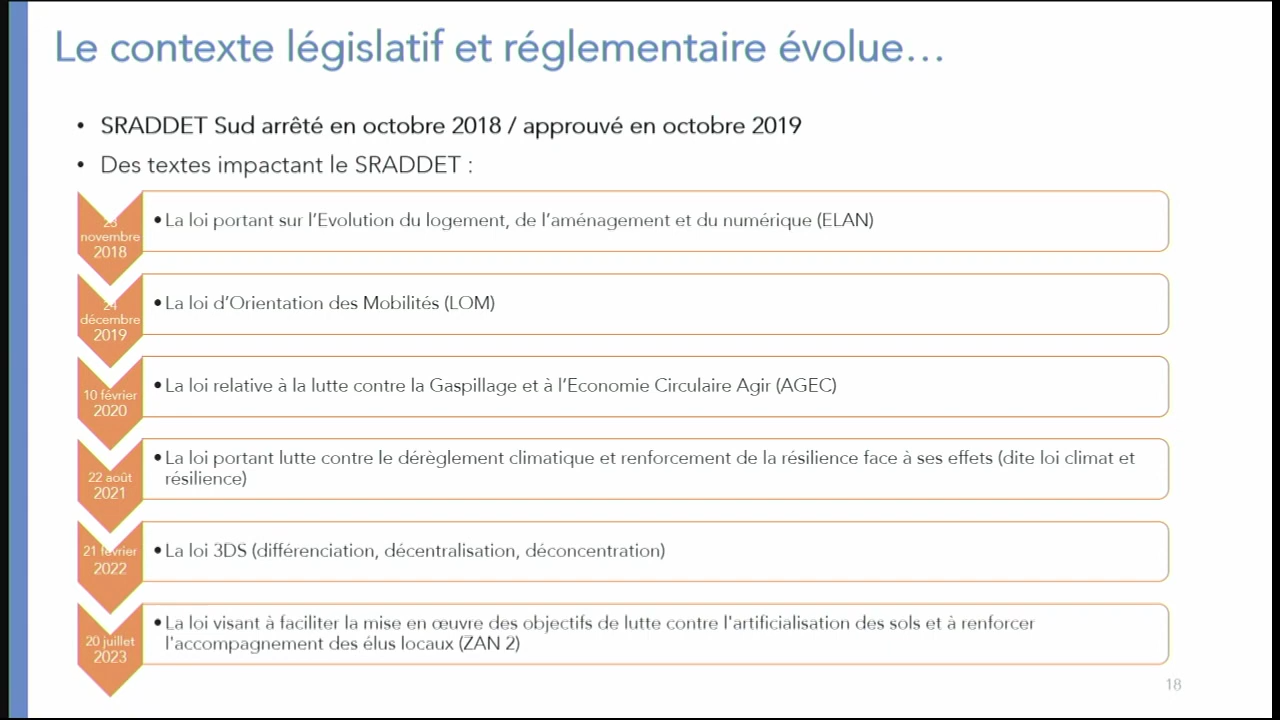 Le contexte législatif et réglementaire évolue…
• SRADDET Sud arrêté en octobre 2018 / approuvé en octobre 2019
• Des textes impactant le SRADDET :
23
novembre
2018
•La loi portant sur l’Evolution du logement, de l’aménagement et du numérique (ELAN)
24
décembre
2019
•La loi d’Orientation des Mobilités (LOM)
10 février
2020
•La loi relative à la lutte contre la Gaspillage et à l’Economie Circulaire Agir (AGEC)
22 août
2021
•La loi portant lutte contre le dérèglement climatique et renforcement de la résilience face à ses effets (dite loi climat et
résilience)
21 février
2022
•La loi 3DS (différenciation, décentralisation, déconcentration)
20 juillet
2023
•La loi visant à faciliter la mise en œuvre des objectifs de lutte contre l'artificialisation des sols et à renforcer
l'accompagnement des élus locaux (ZAN 2)
18